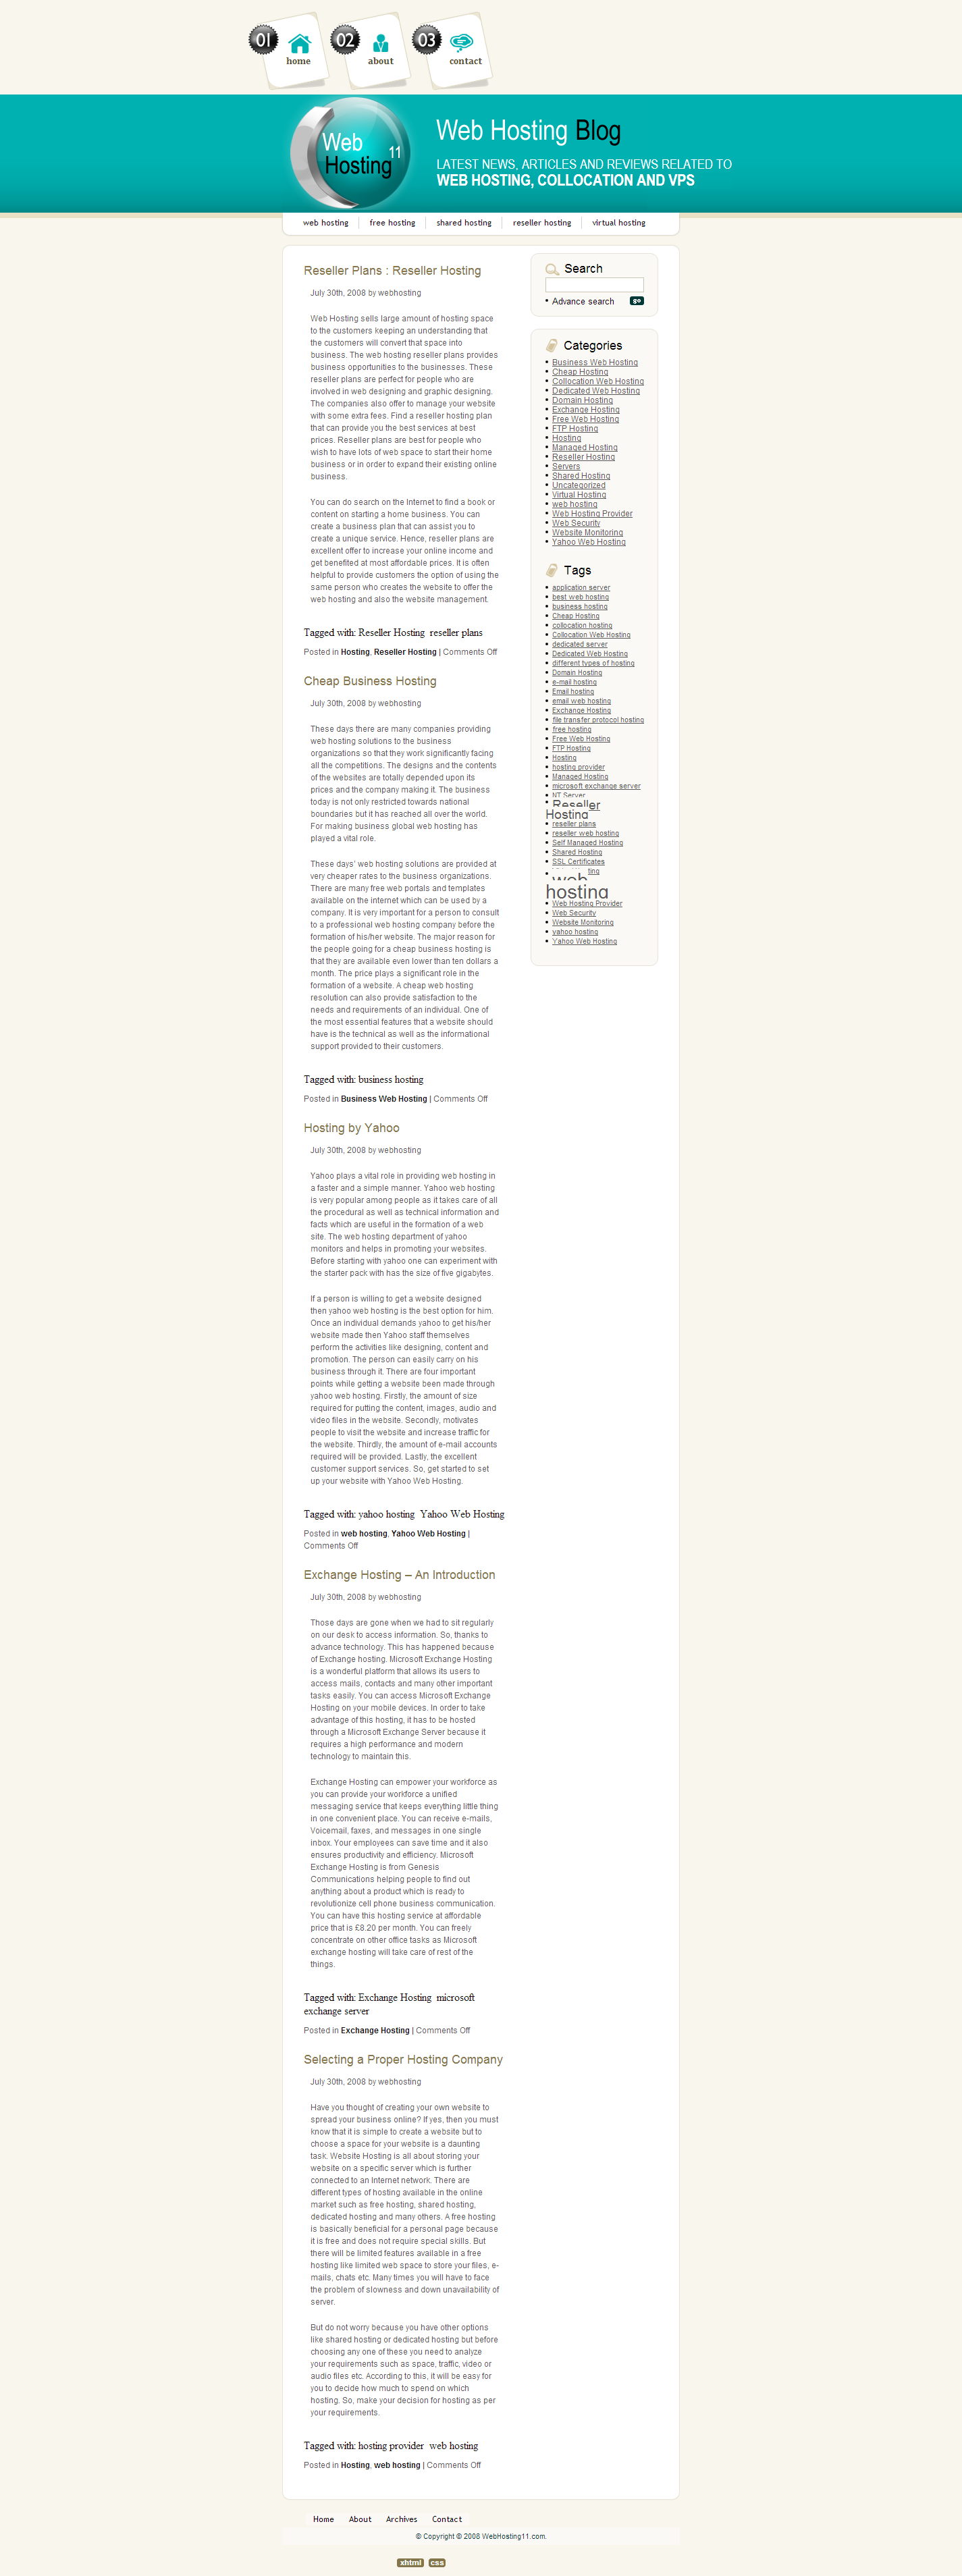 01
home
02
about
03
contact
Web
Hosting 11
Web Hosting Blog
LATEST NEWS, ARTICLES AND REVIEWS RELATED TO
WEB HOSTING, COLLOCATION AND VPS
web hosting
free hosting
shared hosting
reseller hosting
virtual hosting
Reseller Plans : Reseller Hosting
July 30th, 2008 by webhosting
Web Hosting sells large amount of hosting space
to the customers keeping an understanding that
the customers will convert that space into
business. The web hosting reseller plans provides
business opportunities to the businesses. These
reseller plans are perfect for people who are
involved in web designing and graphic designing.
The companies also offer to manage your website
with some extra fees. Find a reseller hosting plan
that can provide you the best services at best
prices. Reseller plans are best for people who
wish to have lots of web space to start their home
business or in order to expand their existing online
business.
You can do search on the Internet to find a book or
content on starting a home business. You can
create a business plan that can assist you to
create a unique service. Hence, reseller plans are
excellent offer to increase your online income and
get benefited at most affordable prices. It is often
helpful to provide customers the option of using the
same person who creates the website to offer the
web hosting and also the website management.
Tagged with: Reseller Hosting  reseller plans
Posted in Hosting, Reseller Hosting | Comments Off
Cheap Business Hosting
July 30th, 2008 by webhosting
These days there are many companies providing
web hosting solutions to the business
organizations so that they work significantly facing
all the competitions. The designs and the contents
of the websites are totally depended upon its
prices and the company making it. The business
today is not only restricted towards national
boundaries but it has reached all over the world.
For making business global web hosting has
played a vital role.
These days' web hosting solutions are provided at
very cheaper rates to the business organizations.
There are many free web portals and templates
available on the internet which can be used by a
company. It is very important for a person to consult
to a professional web hosting company before the
formation of his/her website. The major reason for
the people going for a cheap business hosting is
that they are available even lower than ten dollars a
month. The price plays a significant role in the
formation of a website. A cheap web hosting
resolution can also provide satisfaction to the
needs and requirements of an individual. One of
the most essential features that a website should
have is the technical as well as the informational
support provided to their customers.
Tagged with: business hosting
Posted in Business Web Hosting | Comments Off
Hosting by Yahoo
July 30th, 2008 by webhosting
Yahoo plays a vital role in providing web hosting in
a faster and a simple manner. Yahoo web hosting
is very popular among people as it takes care of all
the procedural as well as technical information and
facts which are useful in the formation of a web
site. The web hosting department of yahoo
monitors and helps in promoting your websites.
Before starting with yahoo one can experiment with
the starter pack with has the size of five gigabytes.
If a person is willing to get a website designed
then yahoo web hosting is the best option for him.
Once an individual demands yahoo to get his/her
website made then Yahoo staff themselves
perform the activities like designing, content and
promotion. The person can easily carry on his
business through it. There are four important
points while getting a website been made through
yahoo web hosting. Firstly, the amount of size
required for putting the content, images, audio and
video files in the website. Secondly, motivates
people to visit the website and increase traffic for
the website. Thirdly, the amount of e-mail accounts
required will be provided. Lastly, the excellent
customer support services. So, get started to set
up your website with Yahoo Web Hosting.
Tagged with: yahoo hosting  Yahoo Web Hosting
Posted in web hosting, Yahoo Web Hosting |
Comments Off
Exchange Hosting – An Introduction
July 30th, 2008 by webhosting
Those days are gone when we had to sit regularly
on our desk to access information. So, thanks to
advance technology. This has happened because
of Exchange hosting. Microsoft Exchange Hosting
is a wonderful platform that allows its users to
access mails, contacts and many other important
tasks easily. You can access Microsoft Exchange
Hosting on your mobile devices. In order to take
advantage of this hosting, it has to be hosted
through a Microsoft Exchange Server because it
requires a high performance and modern
technology to maintain this.
Exchange Hosting can empower your workforce as
you can provide your workforce a unified
messaging service that keeps everything little thing
in one convenient place. You can receive e-mails,
Voicemail, faxes, and messages in one single
inbox. Your employees can save time and it also
ensures productivity and efficiency. Microsoft
Exchange Hosting is from Genesis
Communications helping people to find out
anything about a product which is ready to
revolutionize cell phone business communication.
You can have this hosting service at affordable
price that is £8.20 per month. You can freely
concentrate on other office tasks as Microsoft
exchange hosting will take care of rest of the
things.
Tagged with: Exchange Hosting  microsoft
exchange server
Posted in Exchange Hosting | Comments Off
Selecting a Proper Hosting Company
July 30th, 2008 by webhosting
Have you thought of creating your own website to
spread your business online? If yes, then you must
know that it is simple to create a website but to
choose a space for your website is a daunting
task. Website Hosting is all about storing your
website on a specific server which is further
connected to an Internet network. There are
different types of hosting available in the online
market such as free hosting, shared hosting,
dedicated hosting and many others. A free hosting
is basically beneficial for a personal page because
it is free and does not require special skills. But
there will be limited features available in a free
hosting like limited web space to store your files, e-
mails, chats etc. Many times you will have to face
the problem of slowness and down unavailability of
server.
But do not worry because you have other options
like shared hosting or dedicated hosting but before
choosing any one of these you need to analyze
your requirements such as space, traffic, video or
audio files etc. According to this, it will be easy for
you to decide how much to spend on which
hosting. So, make your decision for hosting as per
your requirements.
Tagged with: hosting provider  web hosting
Posted in Hosting, web hosting | Comments Off
Search
Advance search
go
Categories
Business Web Hosting
Cheap Hosting
Collocation Web Hosting
Dedicated Web Hosting
Domain Hosting
Exchange Hosting
Free Web Hosting
FTP Hosting
Hosting
Managed Hosting
Reseller Hosting
Servers
Shared Hosting
Uncategorized
Virtual Hosting
web hosting
Web Hosting Provider
Web Security
Website Monitoring
Yahoo Web Hosting
Tags
application server
best web hosting
business hosting
Cheap Hosting
collocation hosting
Collocation Web Hosting
dedicated server
Dedicated Web Hosting
different types of hosting
Domain Hosting
e-mail hosting
Email hosting
email web hosting
Exchange Hosting
file transfer protocol hosting
free hosting
Free Web Hosting
FTP Hosting
Hosting
hosting provider
Managed Hosting
microsoft exchange server
NT Server
Reseller
Hosting
reseller plans
reseller web hosting
Self Managed Hosting
Shared Hosting
SSL Certificates
web
hosting
Web Hosting Provider
Web Security
Website Monitoring
yahoo hosting
Yahoo Web Hosting
Home
About
Archives
Contact
© Copyright © 2008 WebHosting11.com.
xhtml
css